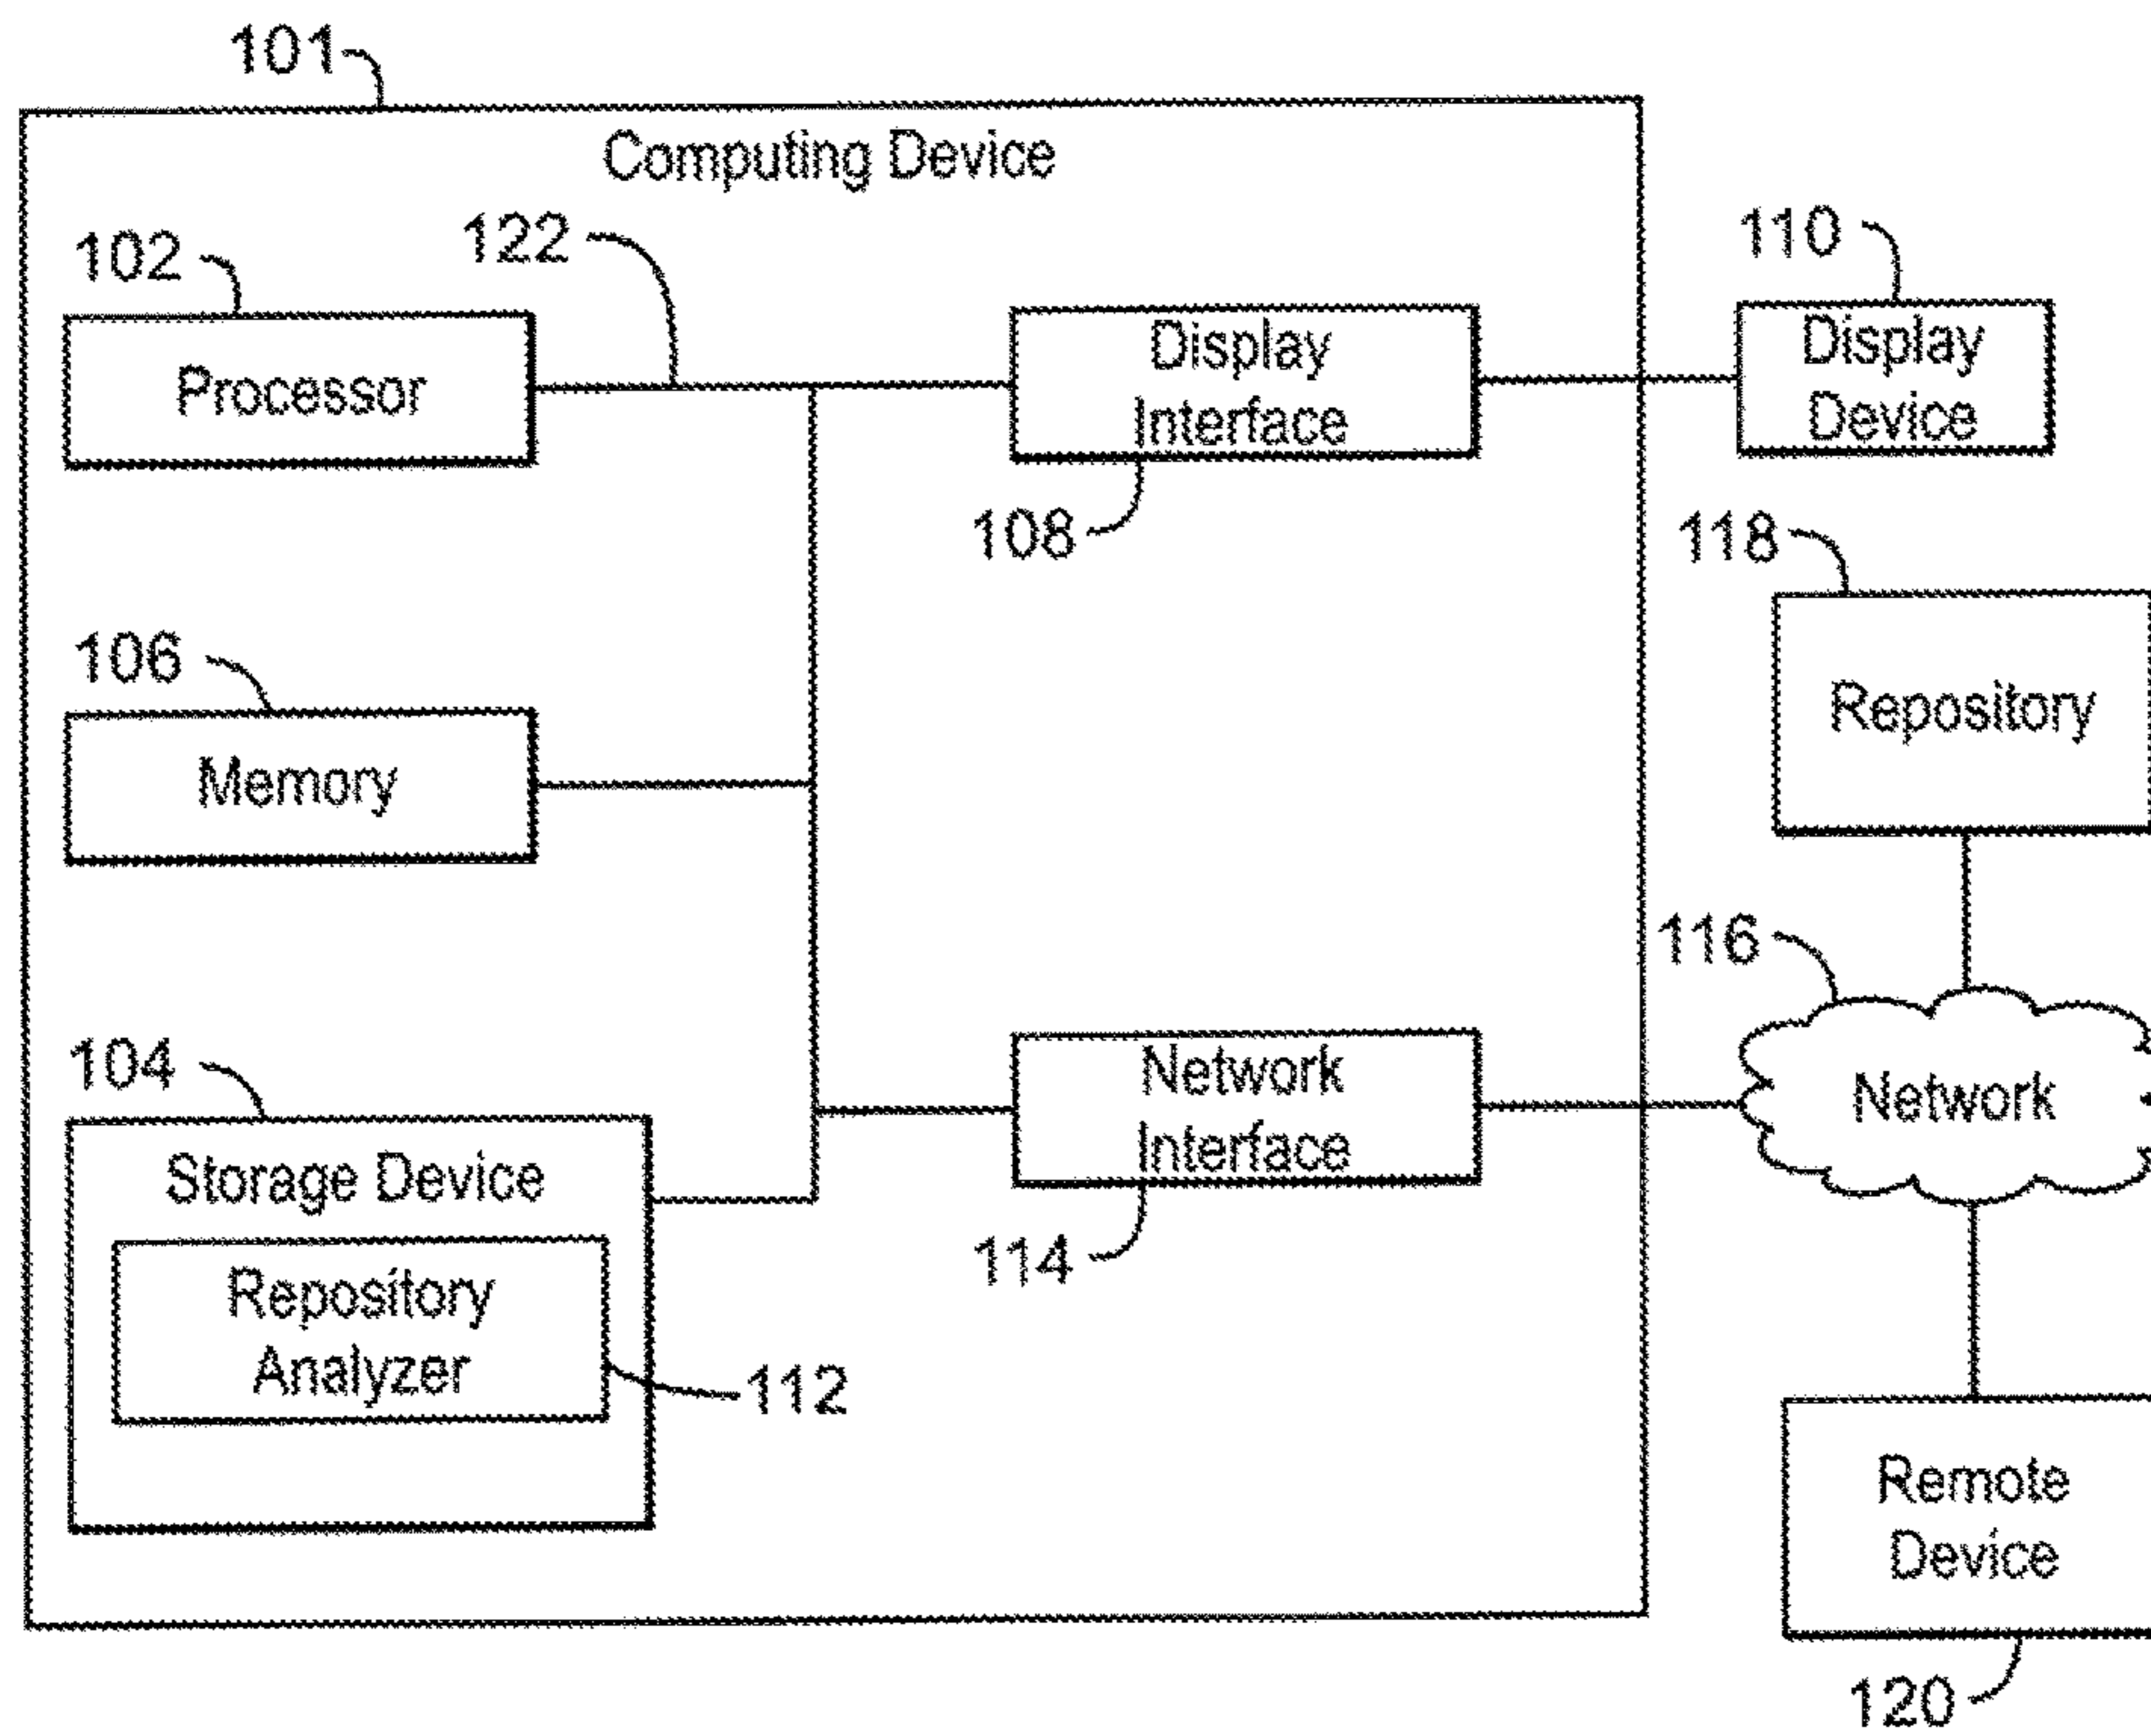 101
Computing Device
102
122
110
Processor
Display
Interface
Display
Device
108
118
106
Memory
Repository
116
104
Storage Device
Network
Interface
Network
Repository
Analyzer
114
112
Remote
Device
120